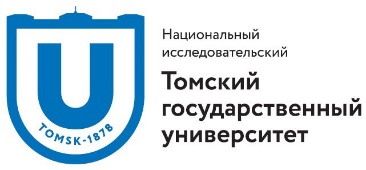 U
TOMSK-1878
Национальный
исследовательский
Томский
государственный
университет